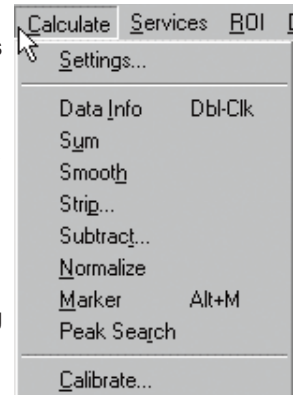 Calculate Services ROI
Settings...
Data Info Dbl-Clk
Sum
Smooth
Strip...
Subtract...
Normalize
Marker Alt+M
Peak Search
Calibrate...